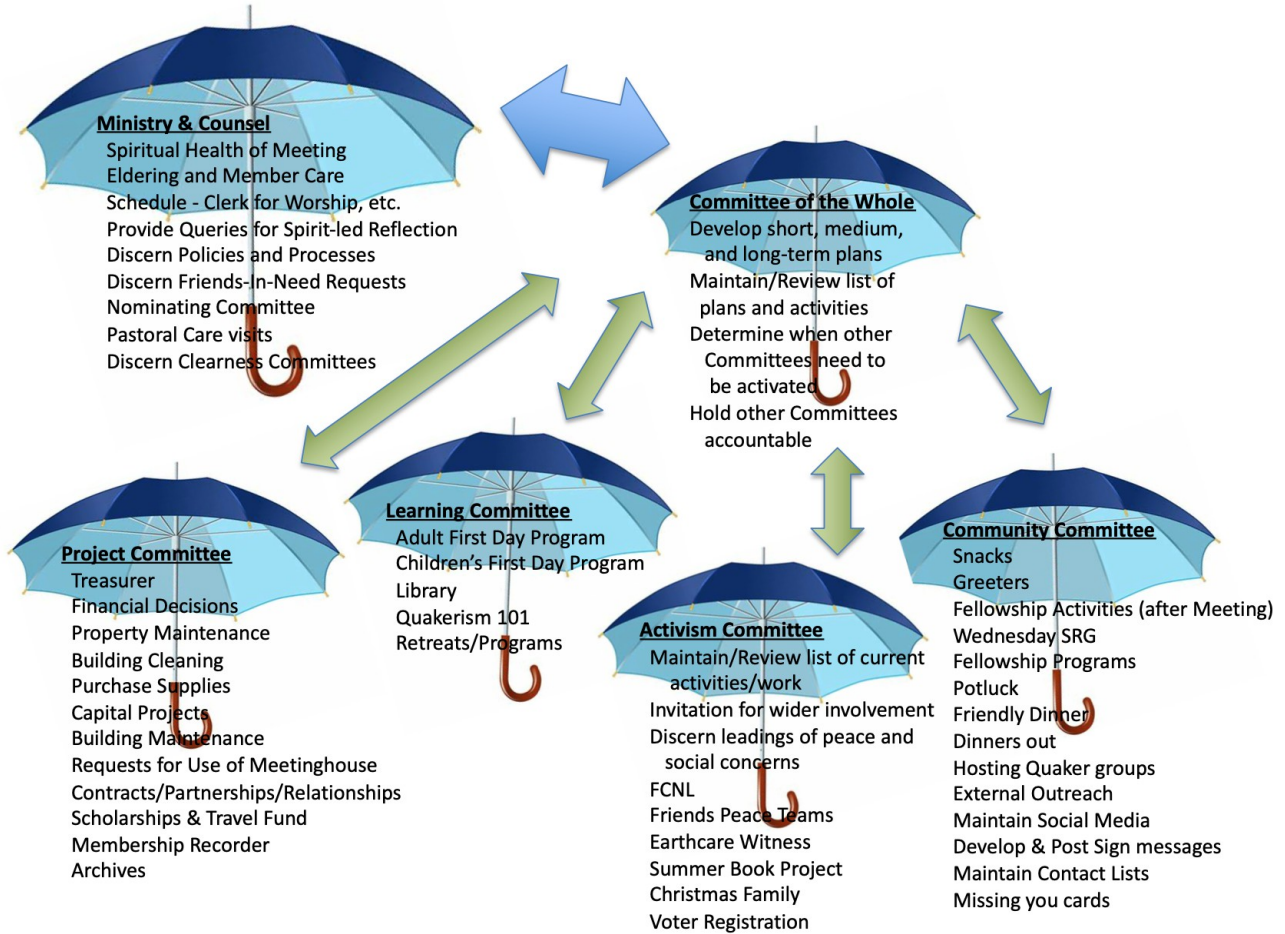 Ministry & Counsel
Spiritual Health of Meeting
Eldering and Member Care
Schedule - Clerk for Worship, etc.
Provide Queries for Spirit-led Reflection
Discern Policies and Processes
Discern Friends-In-Need Requests
Nominating Committee
Pastoral Care visits
Discern Clearness Committees
Committee of the Whole
Develop short, medium,
and long-term plans
Maintain/Review list of
plans and activities
Determine when other
Committees need to
be activated
Hold other Committees
accountable
Project Committee
Treasurer
Financial Decisions
Property Maintenance
Building Cleaning
Purchase Supplies
Capital Projects
Building Maintenance
Requests for Use of Meetinghouse
Contracts/Partnerships/Relationships
Scholarships & Travel Fund
Membership Recorder
Archives
Learning Committee
Adult First Day Program
Children’s First Day Program
Library
Quakerism 101
Retreats/Programs
Activism Committee
Maintain/Review list of current
activities/work
Invitation for wider involvement
Discern leadings of peace and
social concerns
FCNL
Friends Peace Teams
Earthcare Witness
Summer Book Project
Christmas Family
Voter Registration
Community Committee
Snacks
Greeters
Fellowship Activities (after Meeting)
Wednesday SRG
Fellowship Programs
Potluck
Friendly Dinner
Dinners out
Hosting Quaker groups
External Outreach
Maintain Social Media
Develop & Post Sign messages
Maintain Contact Lists
Missing you cards